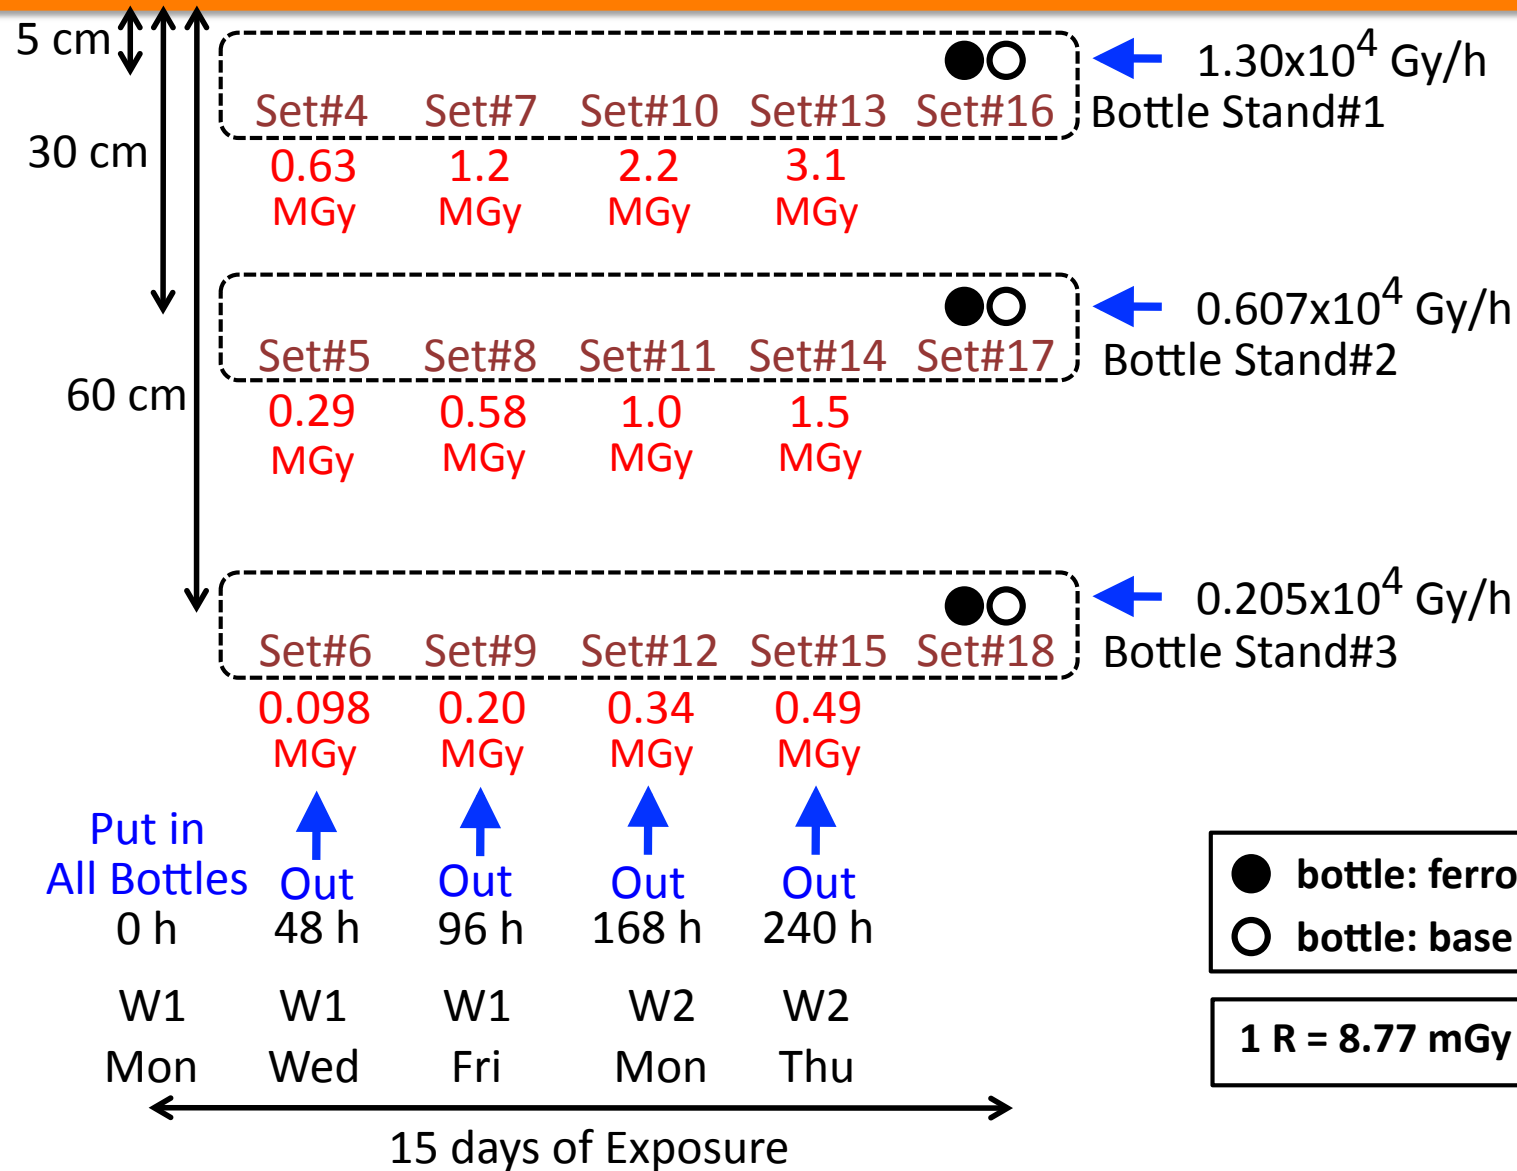 5 cm
1.30x10⁴ Gy/h
Set#4 Set#7 Set#10 Set#13 Set#16 Bottle Stand#1
30 cm
0.63 1.2 2.2 3.1
MGy MGy MGy MGy
0.607x10⁴ Gy/h
Set#5 Set#8 Set#11 Set#14 Set#17 Bottle Stand#2
60 cm
0.29 0.58 1.0 1.5
MGy MGy MGy MGy
0.205x10⁴ Gy/h
Set#6 Set#9 Set#12 Set#15 Set#18 Bottle Stand#3
0.098 0.20 0.34 0.49
MGy MGy MGy MGy
Put in
All Bottles Out Out Out Out
0 h 48 h 96 h 168 h 240 h
W1 W1 W1 W2 W2
Mon Wed Fri Mon Thu
15 days of Exposure
bottle: ferro
bottle: base
1 R = 8.77 mGy